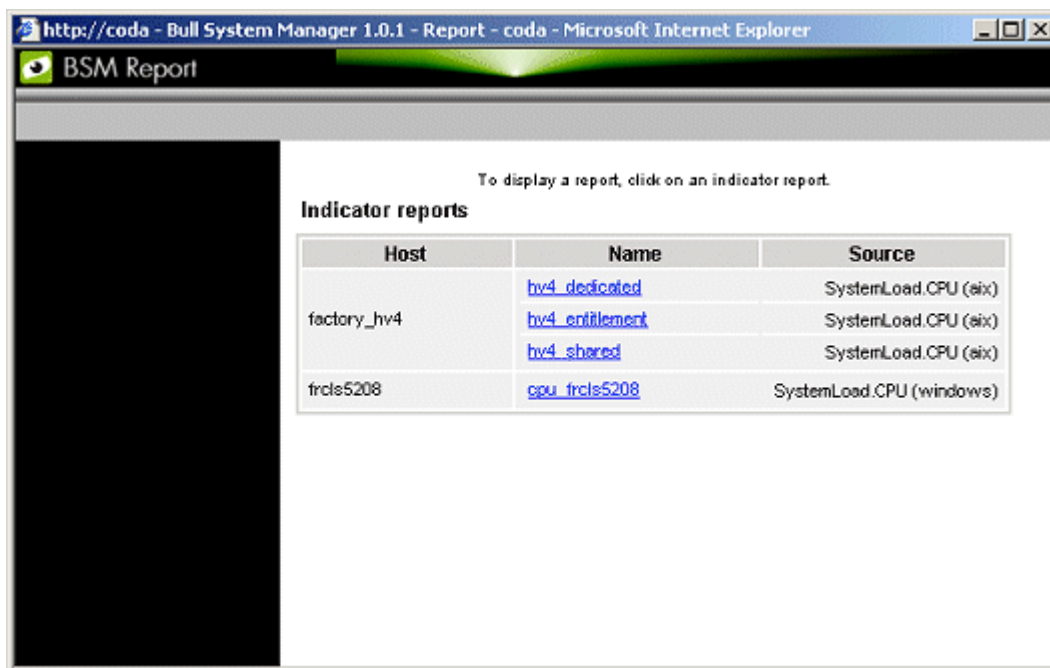 http://coda - Bull System Manager 1.0.1 - Report - coda - Microsoft Internet Explorer
BSM Report
To display a report, click on an indicator report.
Indicator reports
Host Name Source
hv4_dedicated SystemLoad.CPU (aix)
factory_hv4 hv4_entitlement SystemLoad.CPU (aix)
hv4_shared SystemLoad.CPU (aix)
frcls5208 cpu_frcls5208 SystemLoad.CPU (windows)